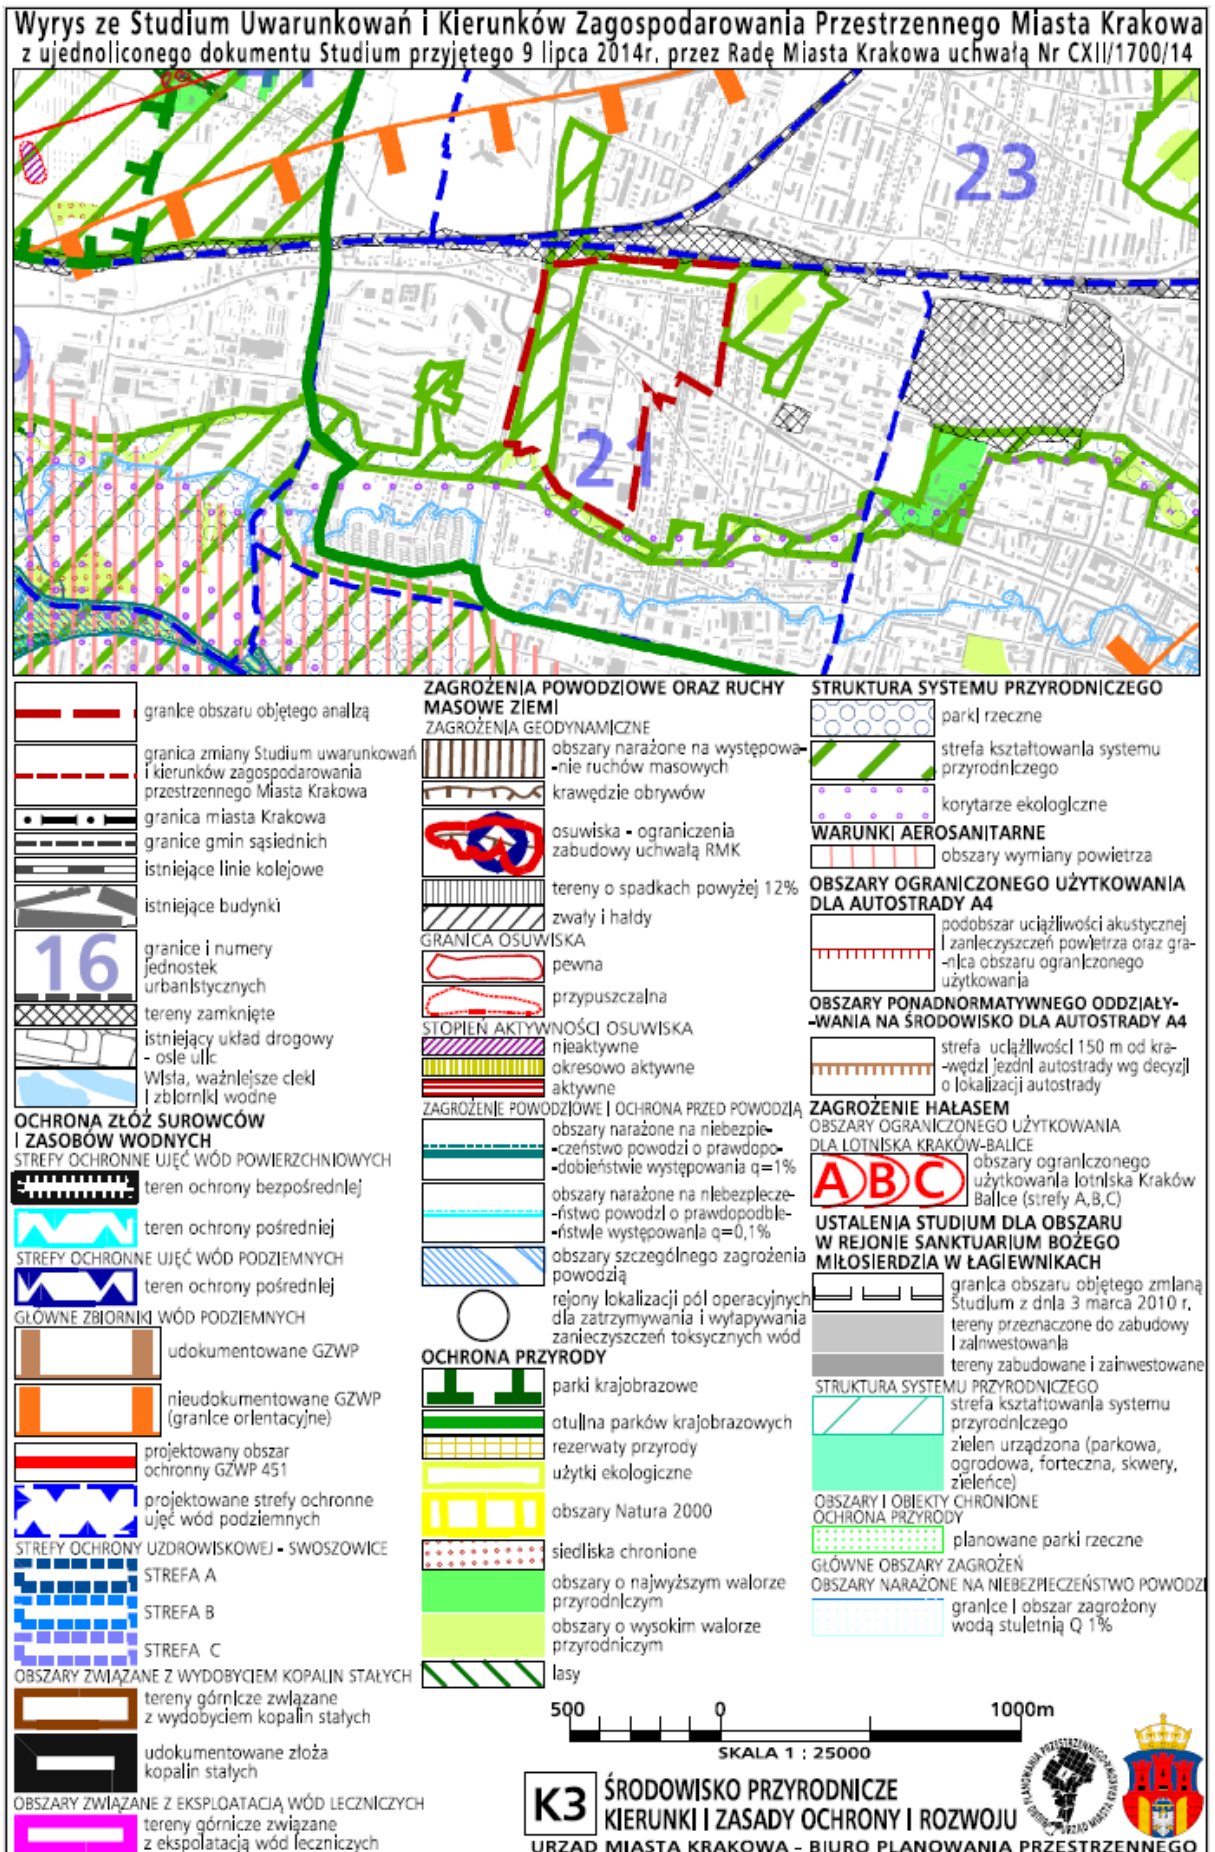 Wyrys ze Studium Uwarunkowań i Kierunków Zagospodarowania Przestrzennego Miasta Krakowa
z ujednoliconego dokumentu Studium przyjętego 9 lipca 2014r. przez Radę Miasta Krakowa uchwałą Nr CXII/1700/14
23
21
granice obszaru objętego analizą
granica zmiany Studium uwarunkowań
i kierunków zagospodarowania
przestrzennego Miasta Krakowa
granica miasta Krakowa
granice gmin sąsiednich
istniejące linie kolejowe
istniejące budynki
16
granice i numery
jednostek
urbanistycznych
tereny zamknięte
istniejący układ drogowy
- osie ulic
Wisła, ważniejsze cieki
i zbiorniki wodne
OCHRONA ZŁÓŻ SUROWCÓW
I ZASOBÓW WODNYCH
STREFY OCHRONNE UJĘĆ WÓD POWIERZCHNIOWYCH
teren ochrony bezpośredniej
teren ochrony pośredniej
STREFY OCHRONNE UJĘĆ WÓD PODZIEMNYCH
teren ochrony pośredniej
GŁÓWNE ZBIORNIKI WÓD PODZIEMNYCH
udokumentowane GZWP
nieudokumentowane GZWP
(granice orientacyjne)
projektowany obszar
ochronny GZWP 451
projektowane strefy ochronne
ujęć wód podziemnych
STREFY OCHRONY UZDROWISKOWEJ - SWOSZOWICE
STREFA A
STREFA B
STREFA C
OBSZARY ZWIĄZANE Z WYDOBYCIEM KOPALIN STAŁYCH
tereny górnicze związane
z wydobyciem kopalin stałych
udokumentowane złoża
kopalin stałych
OBSZARY ZWIĄZANE Z EKSPLOATACJĄ WÓD LECZNICZYCH
tereny górnicze związane
z eksploatacją wód leczniczych
ZAGROŻENIA POWODZIOWE ORAZ RUCHY
MASOWE ZIEMI
ZAGROŻENIA GEODYNAMICZNE
obszary narażone na występowa-
-nie ruchów masowych
krawędzie obrywów
osuwiska - ograniczenia
zabudowy uchwałą RMK
tereny o spadkach powyżej 12%
zwały i hałdy
GRANICA OSUWISKA
pewna
przypuszczalna
STOPIEŃ AKTYWNOŚCI OSUWISKA
nieaktywne
okresowo aktywne
aktywne
ZAGROŻENIE POWODZIOWE I OCHRONA PRZED POWODZIĄ
obszary narażone na niebezpie-
-czeństwo powodzi o prawdopo-
-dobieństwie występowania q=1%
obszary narażone na niebezpiecze-
-ństwo powodzi o prawdopodbie-
-ństwie występowania q=0,1%
obszary szczególnego zagrożenia
powodzią
rejony lokalizacji pól operacyjnych
dla zatrzymywania i wyłapywania
zanieczyszczeń toksycznych wód
OCHRONA PRZYRODY
parki krajobrazowe
otulina parków krajobrazowych
rezerwaty przyrody
użytki ekologiczne
obszary Natura 2000
siedliska chronione
obszary o najwyższym walorze
przyrodniczym
obszary o wysokim walorze
przyrodniczym
lasy
STRUKTURA SYSTEMU PRZYRODNICZEGO
parki rzeczne
strefa kształtowania systemu
przyrodniczego
korytarze ekologiczne
WARUNKI AEROSANITARNE
obszary wymiany powietrza
OBSZARY OGRANICZONEGO UŻYTKOWANIA
DLA AUTOSTRADY A4
podobszar uciążliwości akustycznej
i zanieczyszczeń powietrza oraz gra-
-nica obszaru ograniczonego
użytkowania
OBSZARY PONADNORMATYWNEGO ODDZIAŁY-
-WANIA NA ŚRODOWISKO DLA AUTOSTRADY A4
strefa uciążliwości 150 m od kra-
-wędzi jezdni autostrady wg decyzji
o lokalizacji autostrady
ZAGROŻENIE HAŁASEM
OBSZARY OGRANICZONEGO UŻYTKOWANIA
DLA LOTNISKA KRAKÓW-BALICE
A B C
obszary ograniczonego
użytkowania lotniska Kraków
Balice (strefy A,B,C)
USTALENIA STUDIUM DLA OBSZARU
W REJONIE SANKTUARIUM BOŻEGO
MIŁOSIERDZIA W ŁAGIEWNIKACH
granica obszaru objętego zmianą
Studium z dnia 3 marca 2010 r.
tereny przeznaczone do zabudowy
i zainwestowania
tereny zabudowane i zainwestowane
STRUKTURA SYSTEMU PRZYRODNICZEGO
strefa kształtowania systemu
przyrodniczego
zieleń urządzona (parkowa,
ogrodowa, forteczna, skwery,
zieleńce)
OBSZARY I OBIEKTY CHRONIONE
OCHRONA PRZYRODY
planowane parki rzeczne
GŁÓWNE OBSZARY ZAGROŻEŃ
OBSZARY NARAŻONE NA NIEBEZPIECZEŃSTWO POWODZI
granice i obszar zagrożony
wodą stuletnią Q 1%
500 0 1000m
SKALA 1 : 25000
K3
ŚRODOWISKO PRZYRODNICZE
KIERUNKI I ZASADY OCHRONY I ROZWOJU
URZĄD MIASTA KRAKOWA - BIURO PLANOWANIA PRZESTRZENNEGO